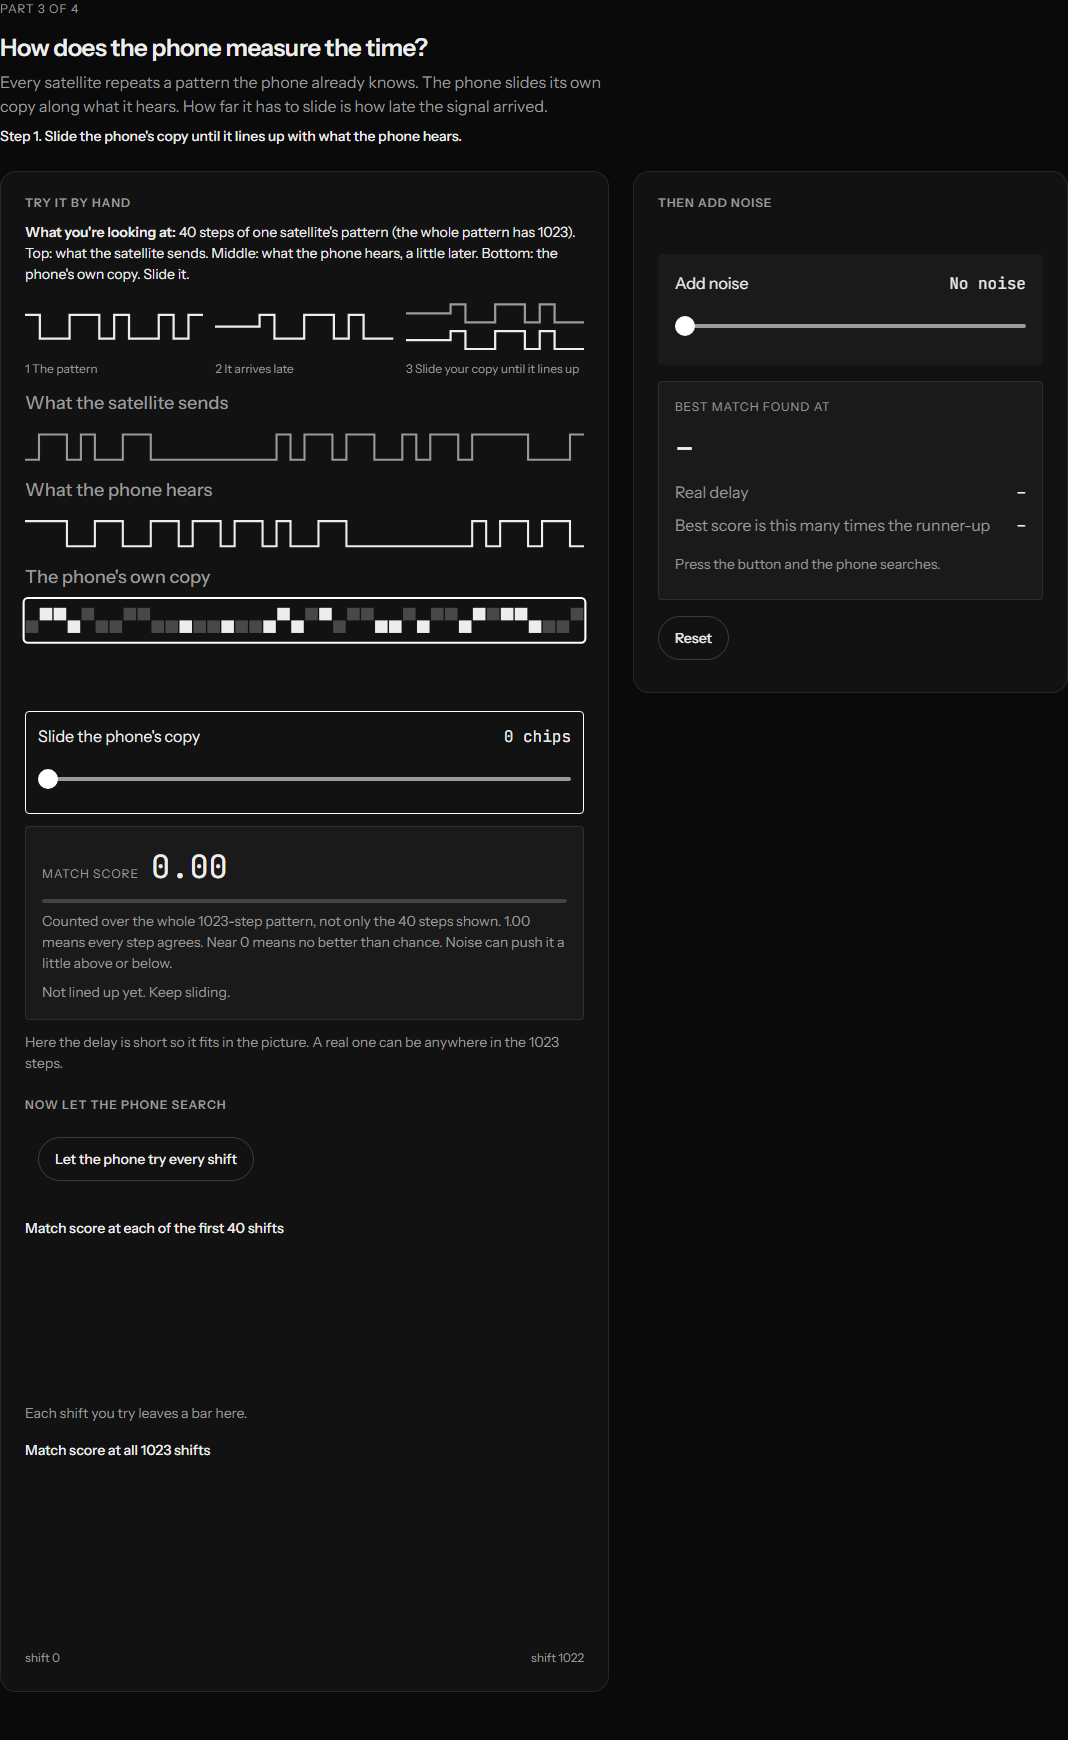 PART 3 OF 4
How does the phone measure the time?
Every satellite repeats a pattern the phone already knows. The phone slides its own
copy along what it hears. How far it has to slide is how late the signal arrived.
Step 1. Slide the phone's copy until it lines up with what the phone hears.
TRY IT BY HAND
What you're looking at: 40 steps of one satellite's pattern (the whole pattern has 1023).
Top: what the satellite sends. Middle: what the phone hears, a little later. Bottom: the
phone's own copy. Slide it.
1 The pattern
2 It arrives late
3 Slide your copy until it lines up
What the satellite sends
What the phone hears
The phone's own copy
Slide the phone's copy
0 chips
MATCH SCORE 0.00
Counted over the whole 1023-step pattern, not only the 40 steps shown. 1.00
means every step agrees. Near 0 means no better than chance. Noise can push it a
little above or below.
Not lined up yet. Keep sliding.
Here the delay is short so it fits in the picture. A real one can be anywhere in the 1023
steps.
NOW LET THE PHONE SEARCH
Let the phone try every shift
Match score at each of the first 40 shifts
Each shift you try leaves a bar here.
Match score at all 1023 shifts
shift 0
shift 1022
THEN ADD NOISE
Add noise
No noise
BEST MATCH FOUND AT
–
Real delay –
Best score is this many times the runner-up –
Press the button and the phone searches.
Reset